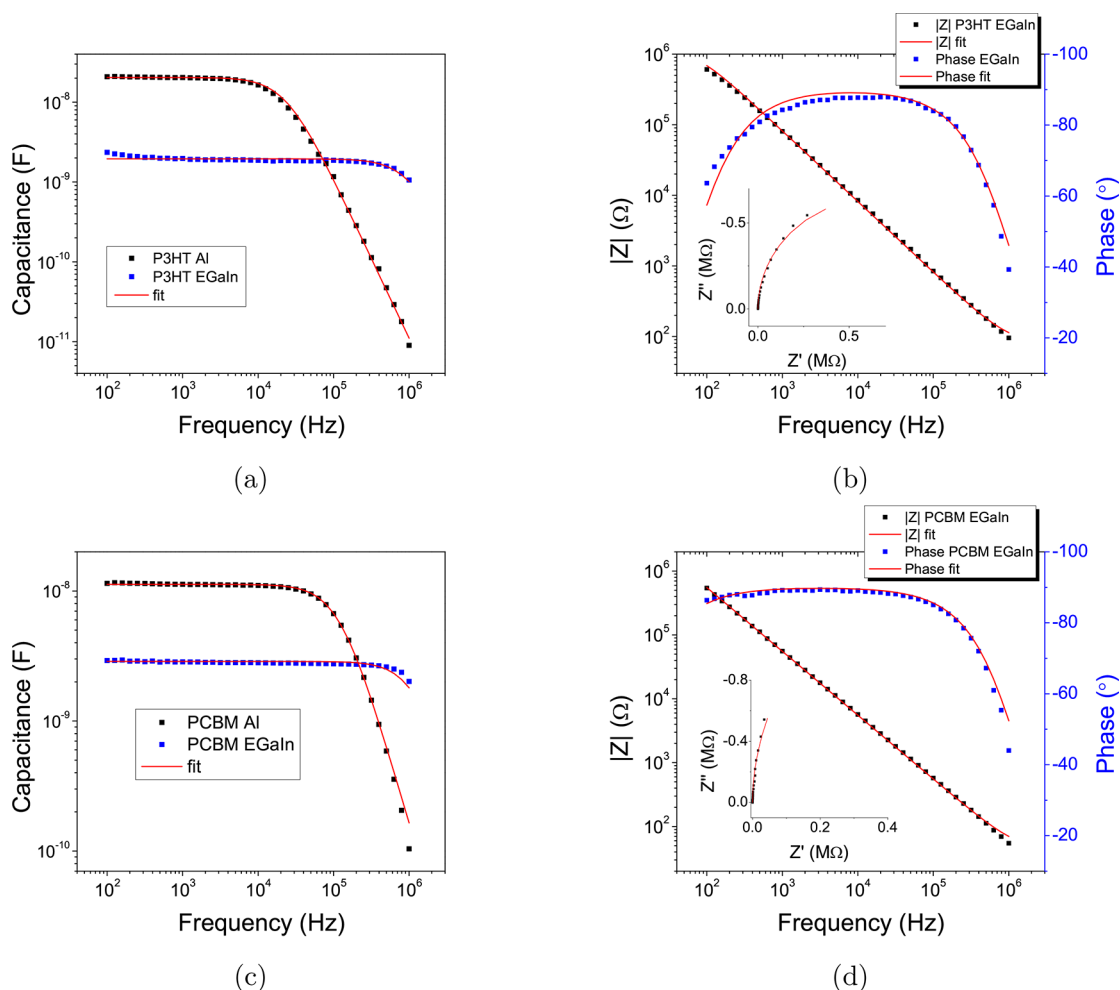 Capacitance (F)
10⁻⁸
10⁻⁹
10⁻¹⁰
10⁻¹¹
P3HT Al
P3HT EGaIn
fit
10² 10³ 10⁴ 10⁵ 10⁶
Frequency (Hz)
(a)
|Z| P3HT EGaIn
|Z| fit
Phase EGaIn
Phase fit
|Z| (Ω)
10⁶
10⁵
10⁴
10³
10²
-100
-80
-60
-40
-20
Phase (°)
Z'' (MΩ)
-0.5
0.0
0.0 0.5
Z' (MΩ)
10² 10³ 10⁴ 10⁵ 10⁶
Frequency (Hz)
(b)
Capacitance (F)
10⁻⁸
10⁻⁹
10⁻¹⁰
PCBM Al
PCBM EGaIn
fit
10² 10³ 10⁴ 10⁵ 10⁶
Frequency (Hz)
(c)
|Z| PCBM EGaIn
|Z| fit
Phase PCBM EGaIn
Phase fit
|Z| (Ω)
10⁶
10⁵
10⁴
10³
10²
-100
-80
-60
-40
-20
Phase (°)
Z'' (MΩ)
-0.8
-0.4
0.0
0.0 0.2 0.4
Z' (MΩ)
10² 10³ 10⁴ 10⁵ 10⁶
Frequency (Hz)
(d)